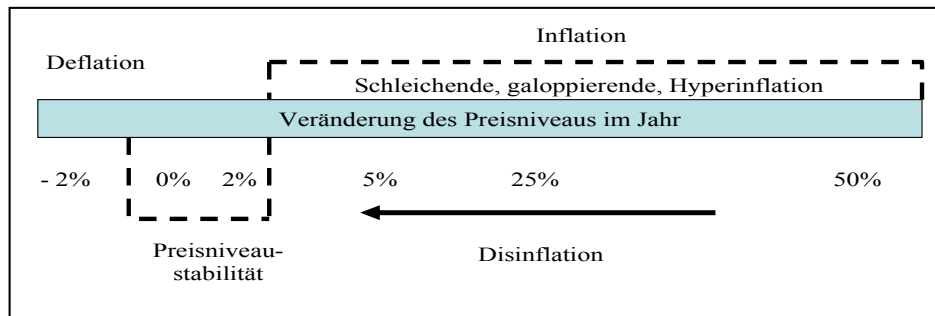 Inflation
Deflation
Schleichende, galoppierende, Hyperinflation
Veränderung des Preisniveaus im Jahr
- 2% 0% 2% 5% 25% 50%
Preisniveau-
stabilität
Disinflation